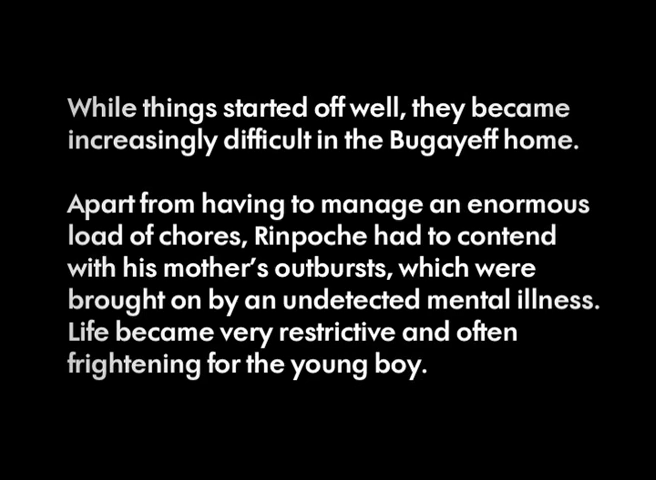 While things started off well, they became
increasingly difficult in the Bugayeff home.
Apart from having to manage an enormous
load of chores, Rinpoche had to contend
with his mother's outbursts, which were
brought on by an undetected mental illness.
Life became very restrictive and often
frightening for the young boy.